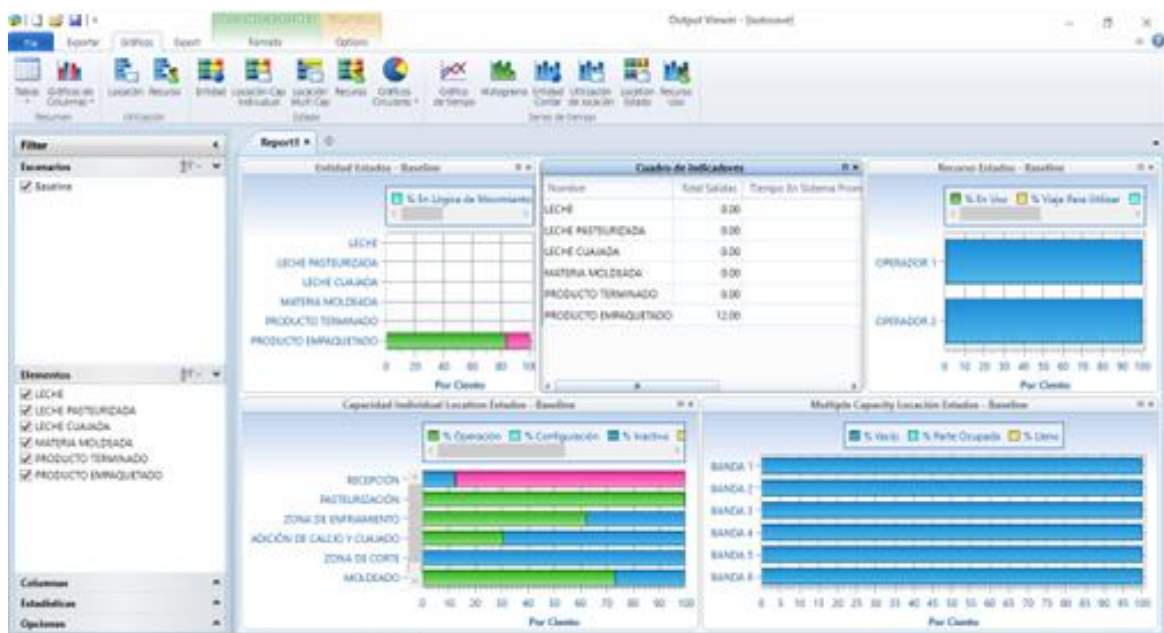 Output Viewer - [autosave]
File Exportar Gráficos Export Formato Options
Tablas Gráficos de Columnas Locación Recurso Entidad Locación Cap Individual Locación Multi Cap Recurso Gráficos Circulares Gráfico de tiempo Histograma Entidad Contar Utilización de locación Location Estado Recurso Uso
Resumen Utilización Estado Series de tiempo
Filter
Report1
Escenarios
Baseline
Entidad Estados - Baseline
% En Lógica de Movimiento
LECHE
LECHE PASTEURIZADA
LECHE CUAJADA
MATERIA MOLDEADA
PRODUCTO TERMINADO
PRODUCTO EMPAQUETADO
0 20 40 60 80
Por Ciento
Cuadro de indicadores
Nombre Total Salidas Tiempo En Sistema Prom
LECHE 0.00
LECHE PASTEURIZADA 0.00
LECHE CUAJADA 0.00
MATERIA MOLDEADA 0.00
PRODUCTO TERMINADO 0.00
PRODUCTO EMPAQUETADO 12.00
Recurso Estados - Baseline
% En Uso % Viaje Para Utilizar
OPERADOR 1
OPERADOR 2
0 10 20 30 40 50 60 70 80 90 100
Por Ciento
Elementos
LECHE
LECHE PASTEURIZADA
LECHE CUAJADA
MATERIA MOLDEADA
PRODUCTO TERMINADO
PRODUCTO EMPAQUETADO
Columnas
Estadísticas
Opciones
Capacidad Individual Location Estados - Baseline
% Operación % Configuración % Inactivo
RECEPCIÓN
PASTEURIZACIÓN
ZONA DE ENFRIAMIENTO
ADICIÓN DE CALCIO Y CUAJADO
ZONA DE CORTE
MOLDEADO
0 10 20 30 40 50 60 70 80 90 100
Por Ciento
Multiple Capacity Locación Estados - Baseline
% Vacío % Parte Ocupada % Lleno
BANDA 1
BANDA 2
BANDA 3
BANDA 4
BANDA 5
BANDA 6
0 5 10 15 20 25 30 35 40 45 50 55 60 65 70 75 80 85 90 95 100
Por Ciento